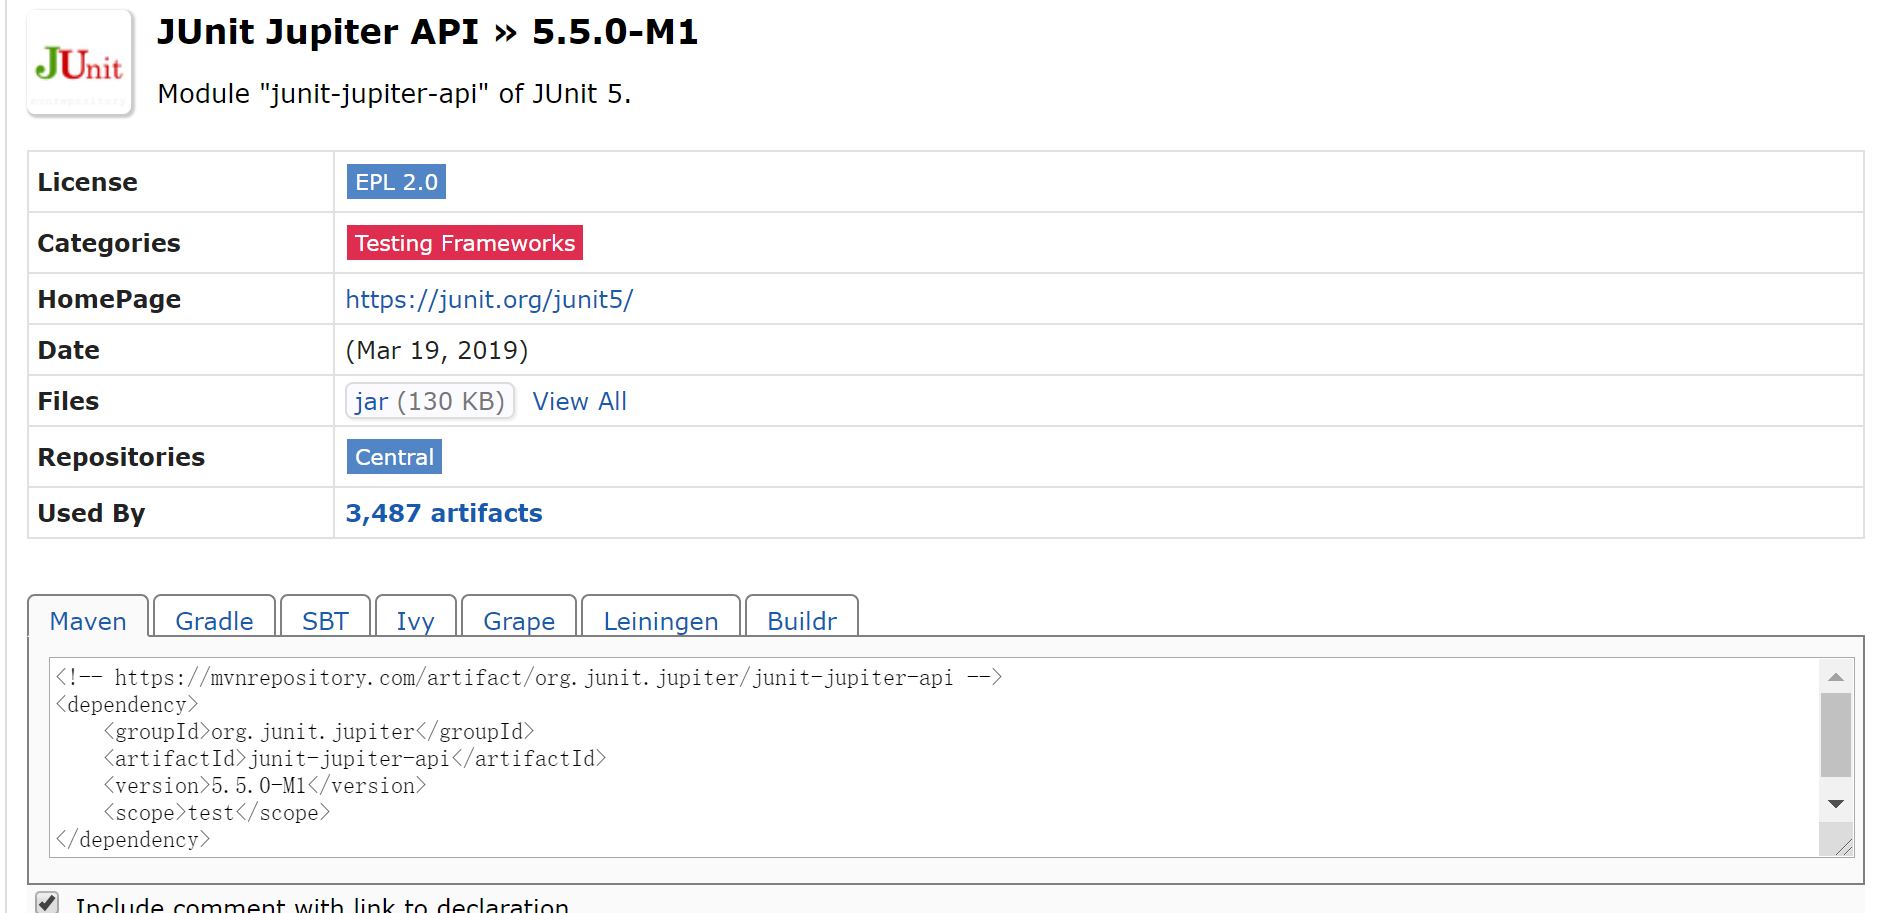 JUnit Jupiter API » 5.5.0-M1
JUnit
mvnrepository
Module "junit-jupiter-api" of JUnit 5.
License EPL 2.0
Categories Testing Frameworks
HomePage https://junit.org/junit5/
Date (Mar 19, 2019)
Files jar (130 KB) View All
Repositories Central
Used By 3,487 artifacts
Maven Gradle SBT Ivy Grape Leiningen Buildr
<!-- https://mvnrepository.com/artifact/org.junit.jupiter/junit-jupiter-api -->
<dependency>
    <groupId>org.junit.jupiter</groupId>
    <artifactId>junit-jupiter-api</artifactId>
    <version>5.5.0-M1</version>
    <scope>test</scope>
</dependency>
Include comment with link to declaration